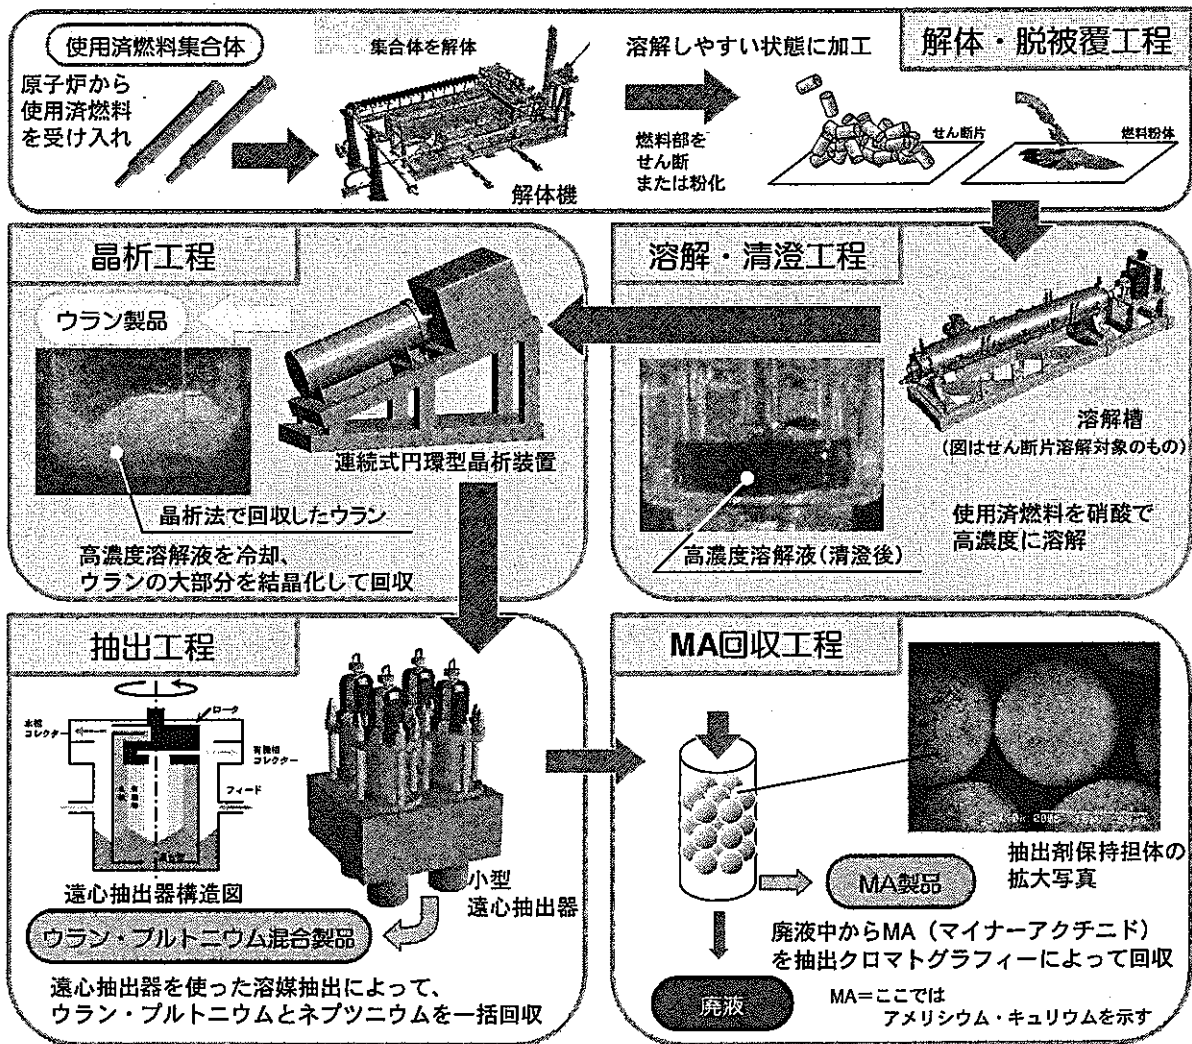 解体・脱被覆工程
使用済燃料集合体
原子炉から
使用済燃料
を受け入れ
集合体を解体
解体機
溶解しやすい状態に加工
燃料部を
せん断
または粉化
せん断片
燃料粉体
溶解・清澄工程
溶解槽
(図はせん断片溶解対象のもの)
使用済燃料を硝酸で
高濃度に溶解
高濃度溶解液(清澄後)
晶析工程
ウラン製品
連続式円環型晶析装置
晶析法で回収したウラン
高濃度溶解液を冷却、
ウランの大部分を結晶化して回収
抽出工程
ロータ
水相
コレクター
有機相
コレクター
フィード
水相
有機相
遠心抽出器構造図
小型
遠心抽出器
ウラン・プルトニウム混合製品
遠心抽出器を使った溶媒抽出によって、
ウラン・プルトニウムとネプツニウムを一括回収
MA回収工程
抽出剤保持担体の
拡大写真
MA製品
廃液中からMA(マイナーアクチニド)
を抽出クロマトグラフィーによって回収
廃液
MA=ここでは
アメリシウム・キュリウムを示す